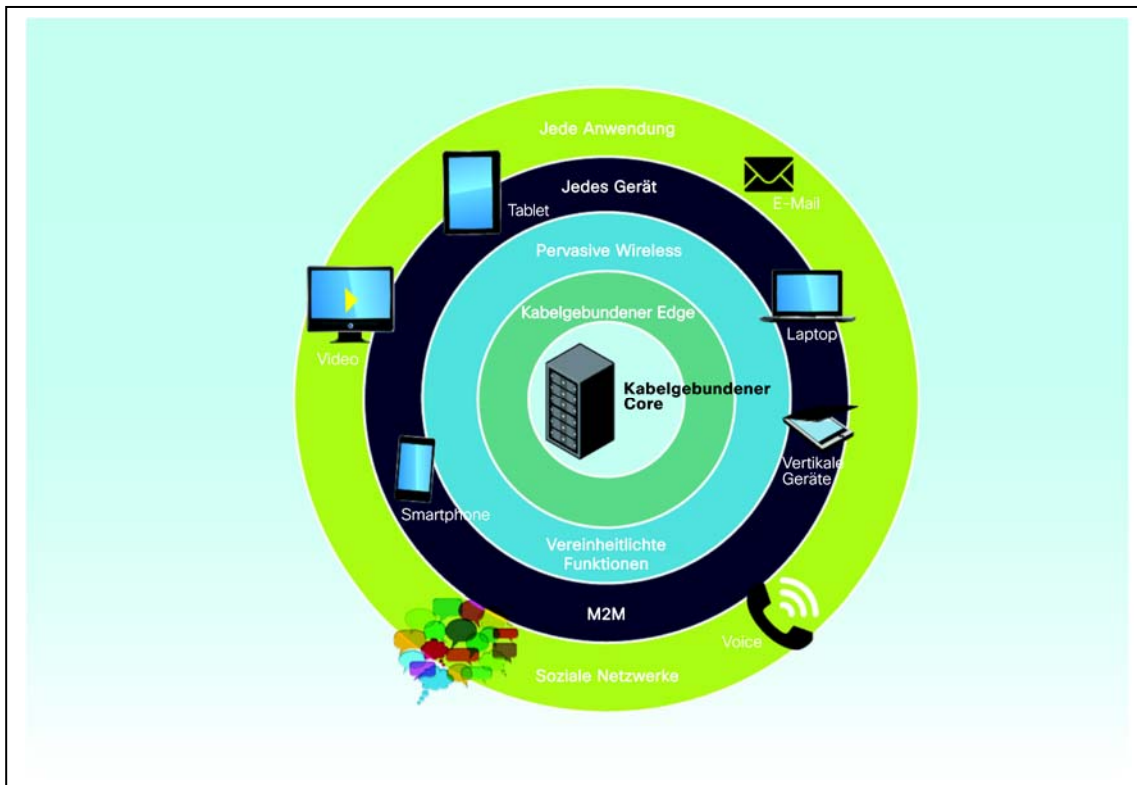 Jede Anwendung
E-Mail
Jedes Gerät
Tablet
Pervasive Wireless
Kabelgebundener Edge
Laptop
Video
Kabelgebundener
Core
Vertikale
Geräte
Smartphone
Vereinheitlichte
Funktionen
M2M
Voice
Soziale Netzwerke